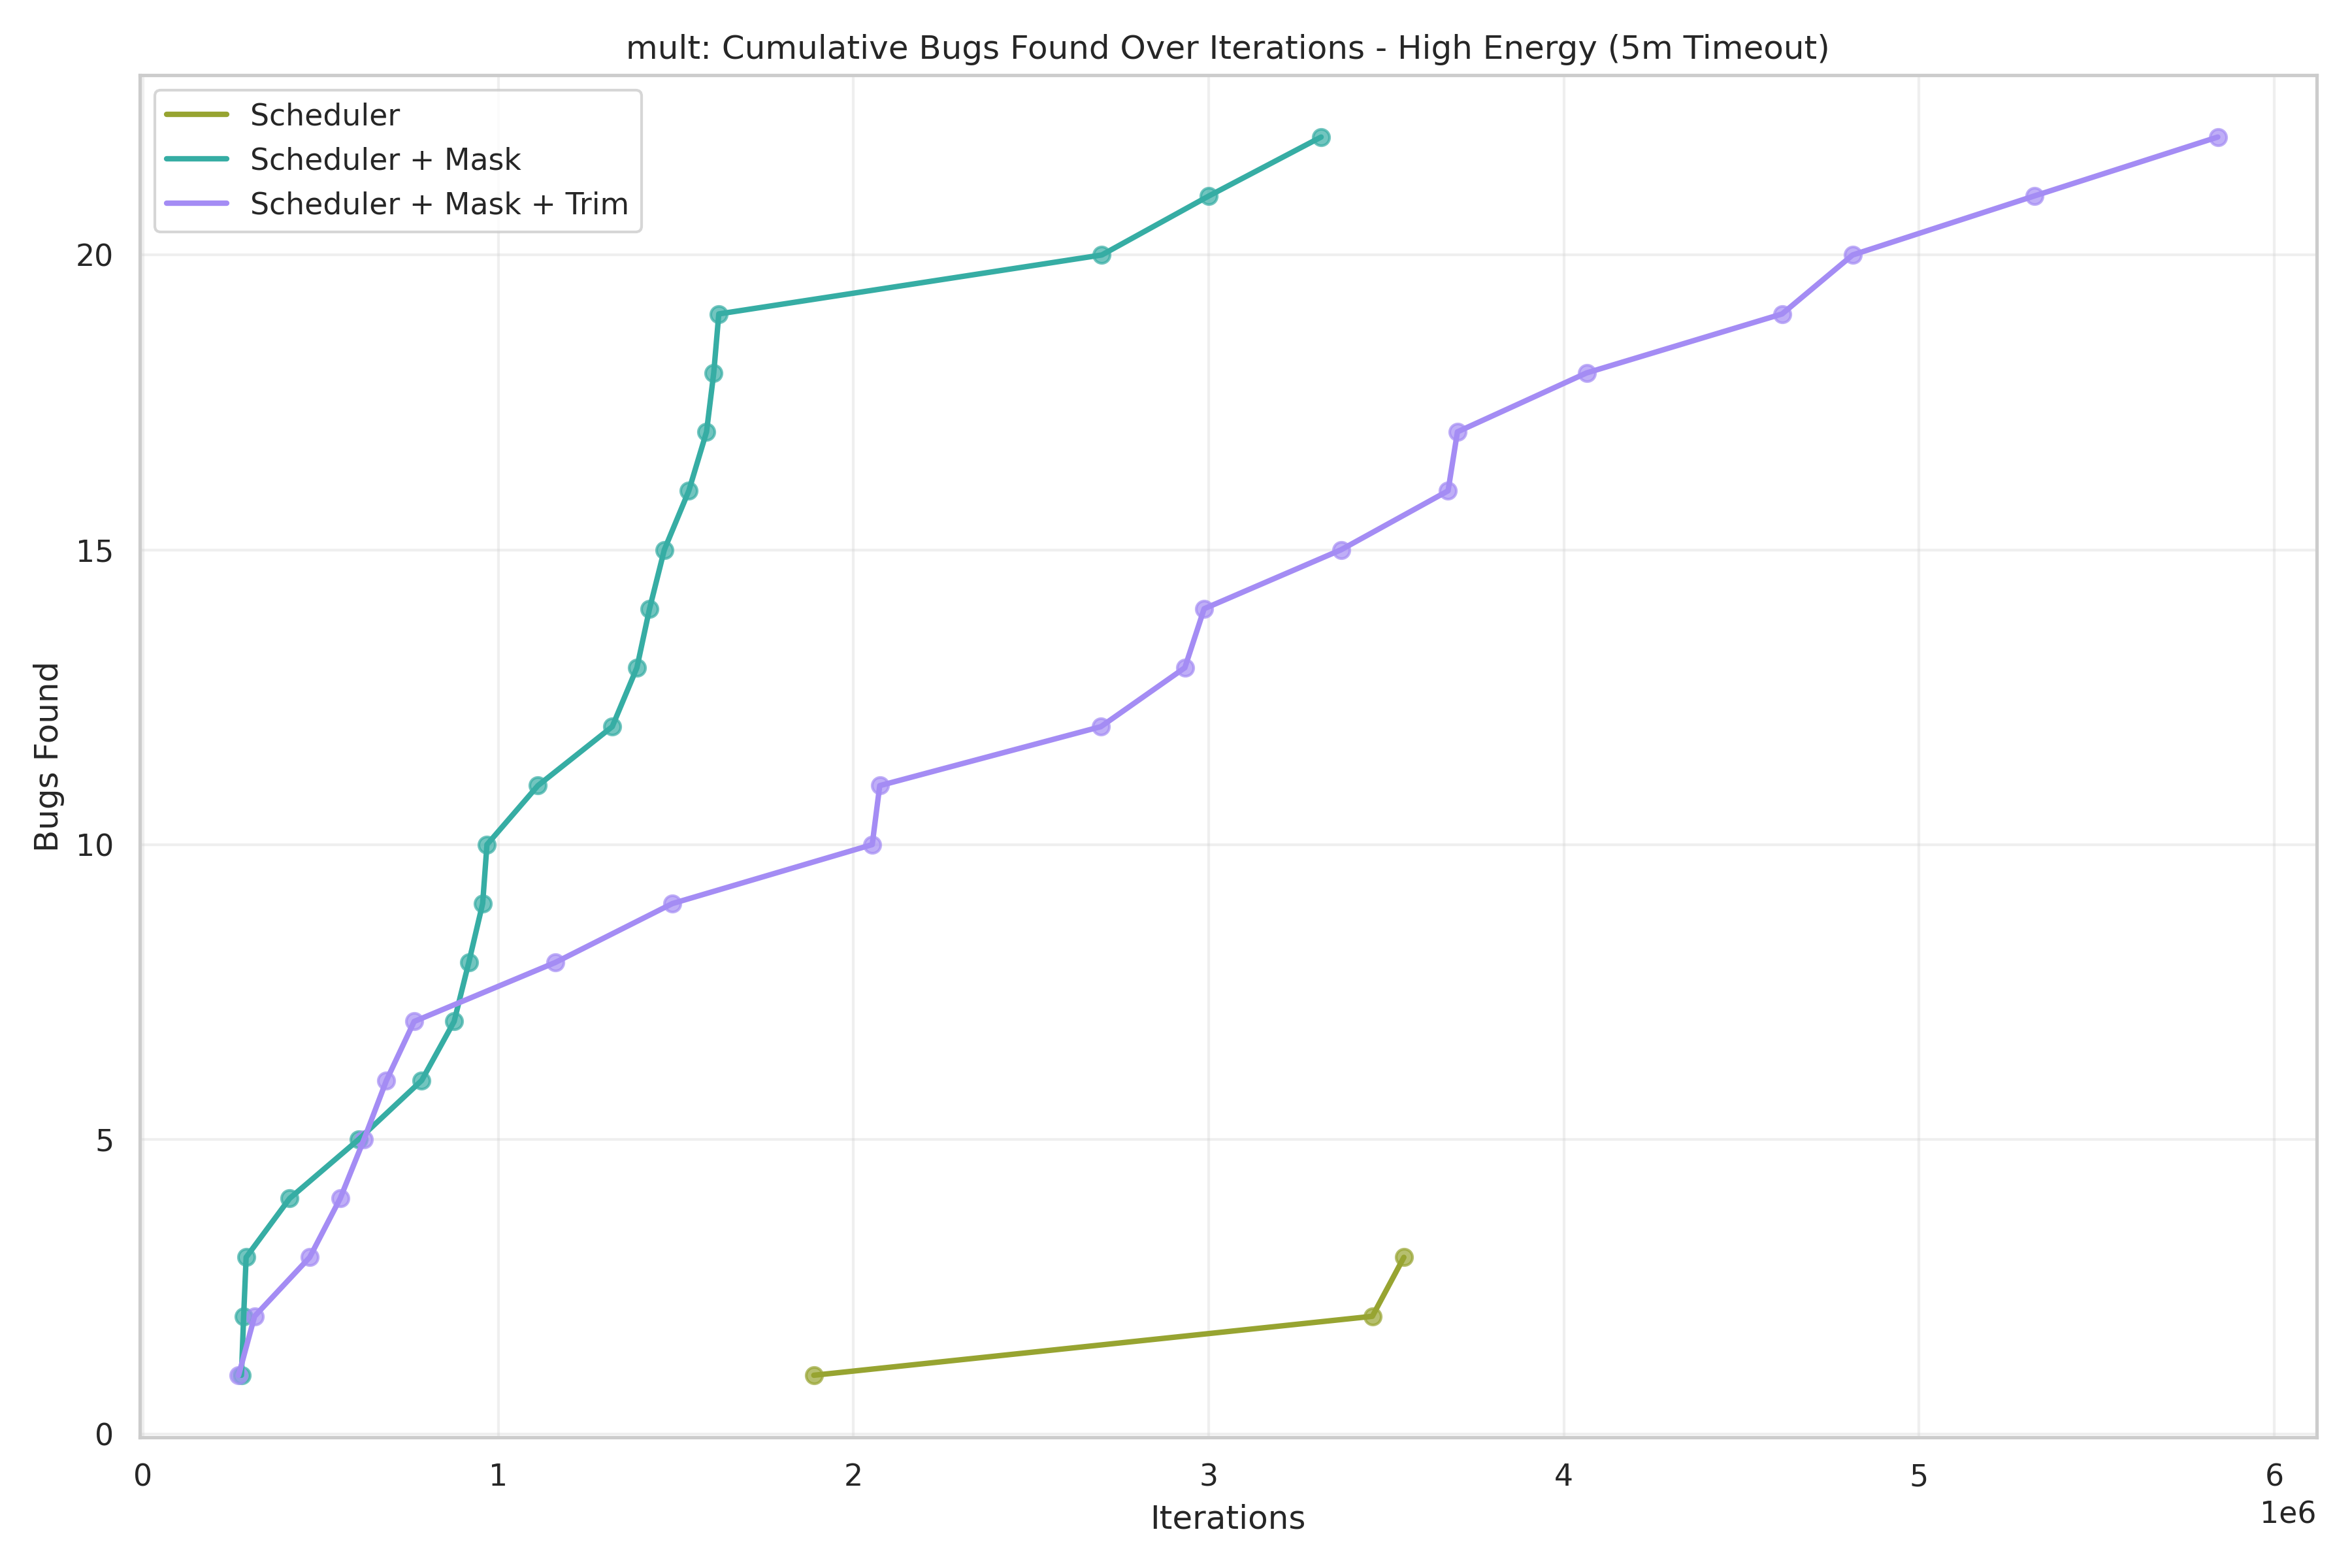 mult: Cumulative Bugs Found Over Iterations - High Energy (5m Timeout)
Scheduler
Scheduler + Mask
Scheduler + Mask + Trim
20
15
10
5
0
Bugs Found
0 1 2 3 4 5 6
1e6
Iterations